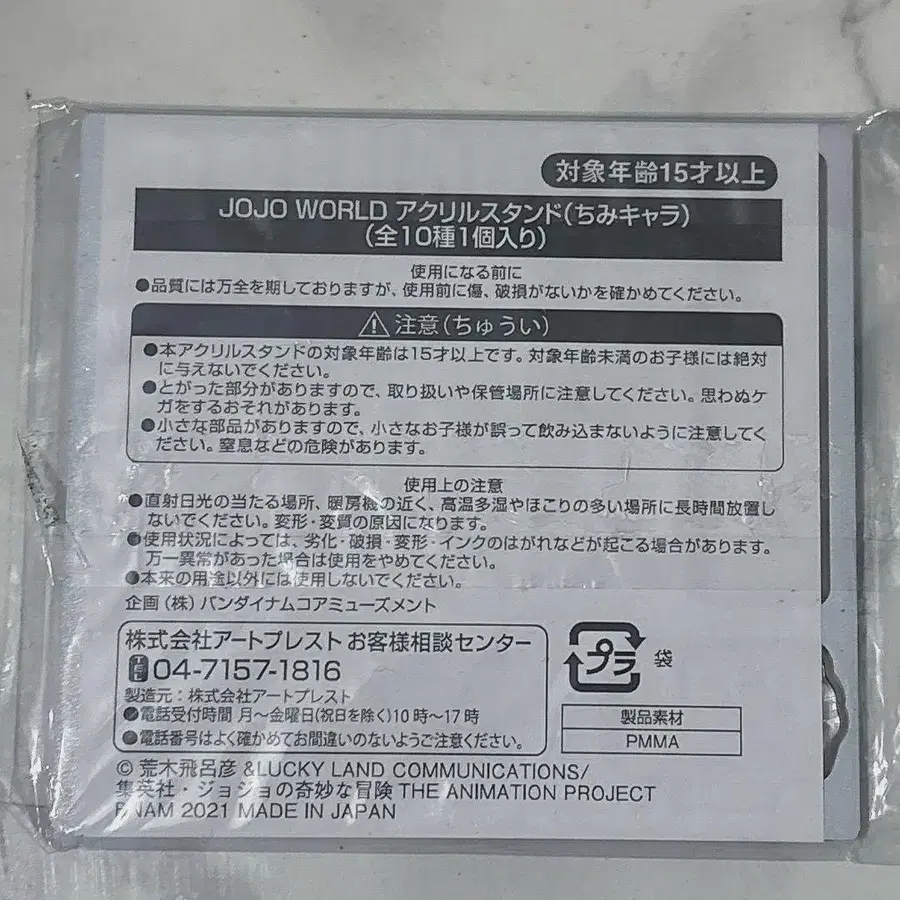 対象年齢15才以上
JOJO WORLD アクリルスタンド(ちみキャラ)
(全10種1個入り)
使用になる前に
●品質には万全を期しておりますが、使用前に傷、破損がないかを確かめてください。
⚠注意(ちゅうい)
●本アクリルスタンドの対象年齢は15才以上です。対象年齢未満のお子様には絶対
に与えないでください。
●とがった部分がありますので、取り扱いや保管場所に注意してください。思わぬケ
ガをするおそれがあります。
●小さな部品がありますので、小さなお子様が誤って飲み込まないように注意してく
ださい。窒息などの危険があります。
使用上の注意
●直射日光の当たる場所、暖房機の近く、高温多湿やほこりの多い場所に長時間放置し
ないでください。変形・変質の原因になります。
●使用状況によっては、劣化・破損・変形・インクのはがれなどが起こる場合があります。
万一異常があった場合は使用をやめてください。
●本来の用途以外には使用しないでください。
企画(株)バンダイナムコアミューズメント
株式会社アートプレスト お客様相談センター
TEL 04-7157-1816
製造元:株式会社アートプレスト
●電話受付時間 月~金曜日(祝日を除く)10時~17時
●電話番号はよく確かめてお間違いのないようご注意ください。
プラ 袋
製品素材
PMMA
© 荒木飛呂彦 &LUCKY LAND COMMUNICATIONS/
集英社・ジョジョの奇妙な冒険 THE ANIMATION PROJECT
BNAM 2021 MADE IN JAPAN